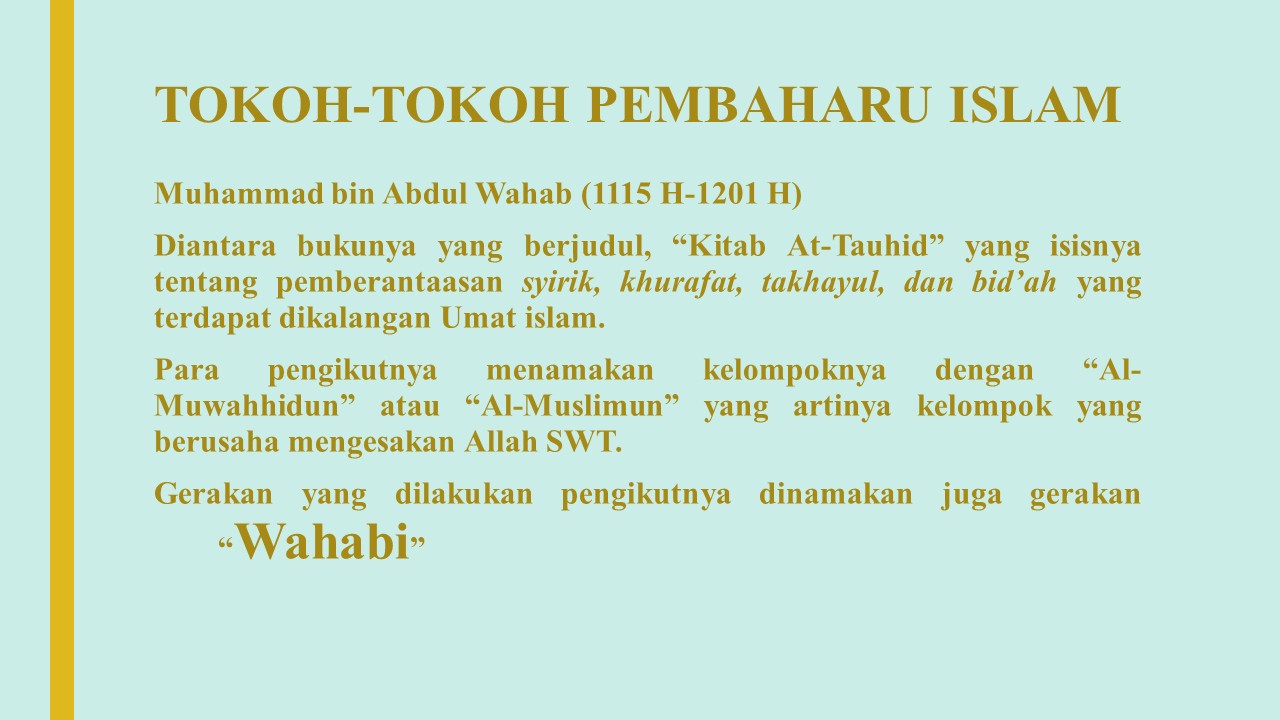 TOKOH-TOKOH PEMBAHARU ISLAM
Muhammad bin Abdul Wahab (1115 H-1201 H)
Diantara bukunya yang berjudul, “Kitab At-Tauhid” yang isisnya
tentang pemberantaasan syirik, khurafat, takhayul, dan bid’ah yang
terdapat dikalangan Umat islam.
Para pengikutnya menamakan kelompoknya dengan “Al-
Muwahhidun” atau “Al-Muslimun” yang artinya kelompok yang
berusaha mengesakan Allah SWT.
Gerakan yang dilakukan pengikutnya dinamakan juga gerakan
“Wahabi”